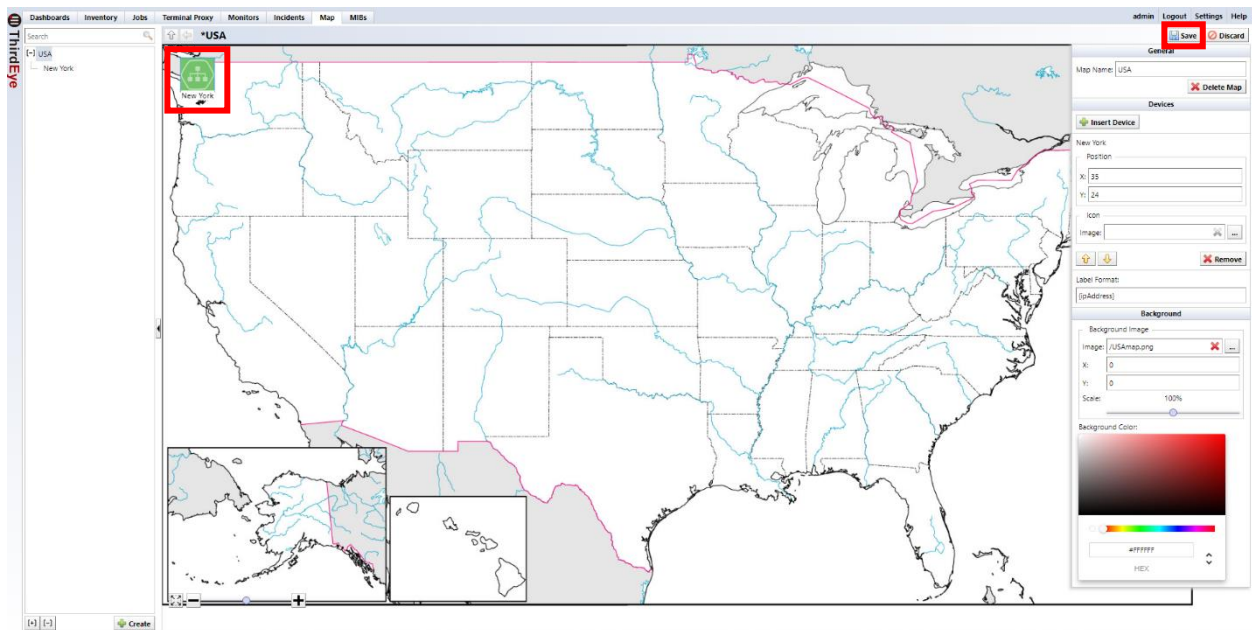 Dashboards Inventory Jobs Terminal Proxy Monitors Incidents Map MIBs
admin Logout Settings Help
ThirdEye
Search
*USA
Save Discard
[-] USA
New York
New York
General
Map Name: USA
Delete Map
Devices
Insert Device
New York
Position
X: 35
Y: 24
Icon
Image: ...
Remove
Label Format:
[ipAddress]
Background
Background Image
Image: /USAmap.png ...
X: 0
Y: 0
Scale: 100%
Background Color:
#FFFFFF
HEX
[+] [-] Create